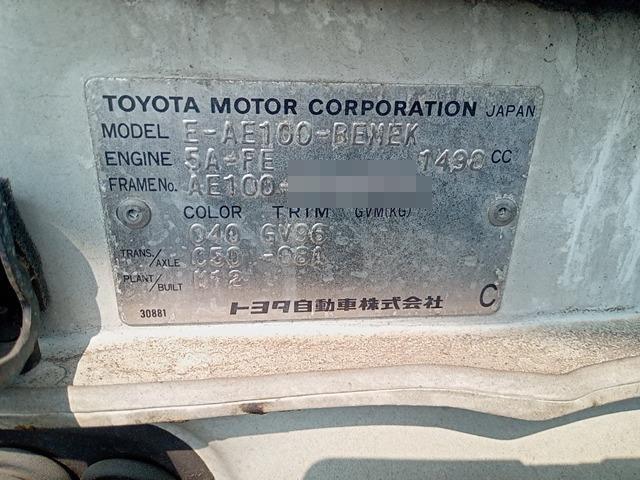 TOYOTA MOTOR CORPORATION JAPAN
MODEL E-AE100-BEMEK
ENGINE 5A-FE 1498 CC
FRAME No. AE100-
COLOR TRIM GVM(KG)
040 GV96
TRANS./AXLE C50 -08A
PLANT/BUILT M12
30881 トヨタ自動車株式会社 C